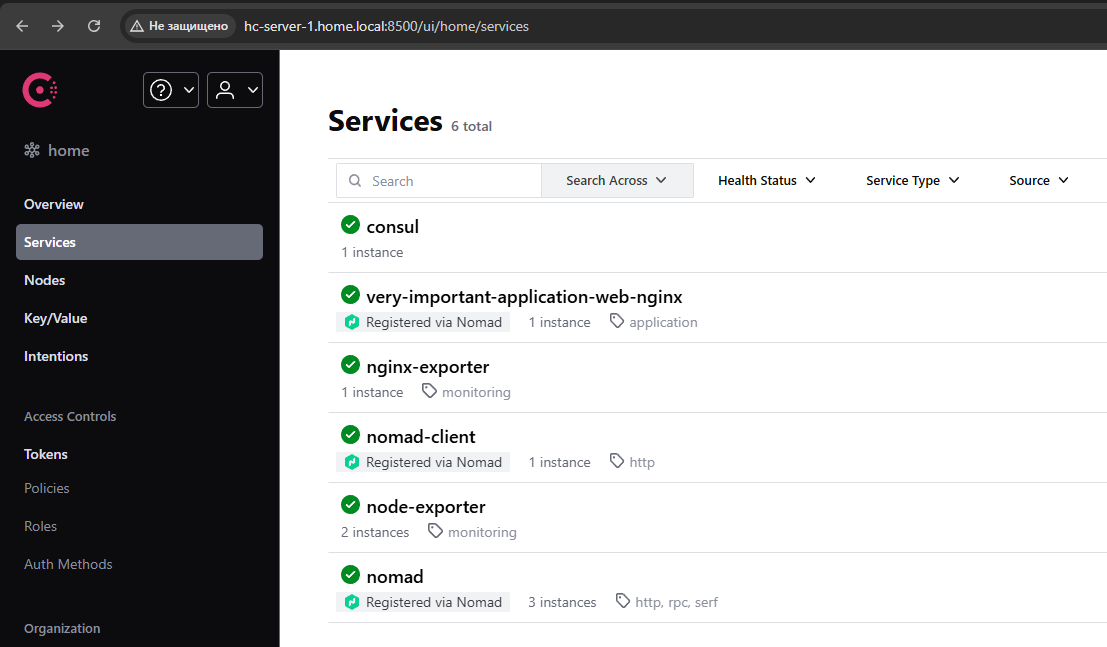 Не защищено hc-server-1.home.local:8500/ui/home/services
home
Overview
Services
Nodes
Key/Value
Intentions
Access Controls
Tokens
Policies
Roles
Auth Methods
Organization
Services 6 total
Search Search Across Health Status Service Type Source
consul
1 instance
very-important-application-web-nginx
Registered via Nomad 1 instance application
nginx-exporter
1 instance monitoring
nomad-client
Registered via Nomad 1 instance http
node-exporter
2 instances monitoring
nomad
Registered via Nomad 3 instances http, rpc, serf